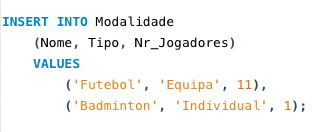 INSERT INTO Modalidade
(Nome, Tipo, Nr_Jogadores)
VALUES
('Futebol', 'Equipa', 11),
('Badminton', 'Individual', 1);